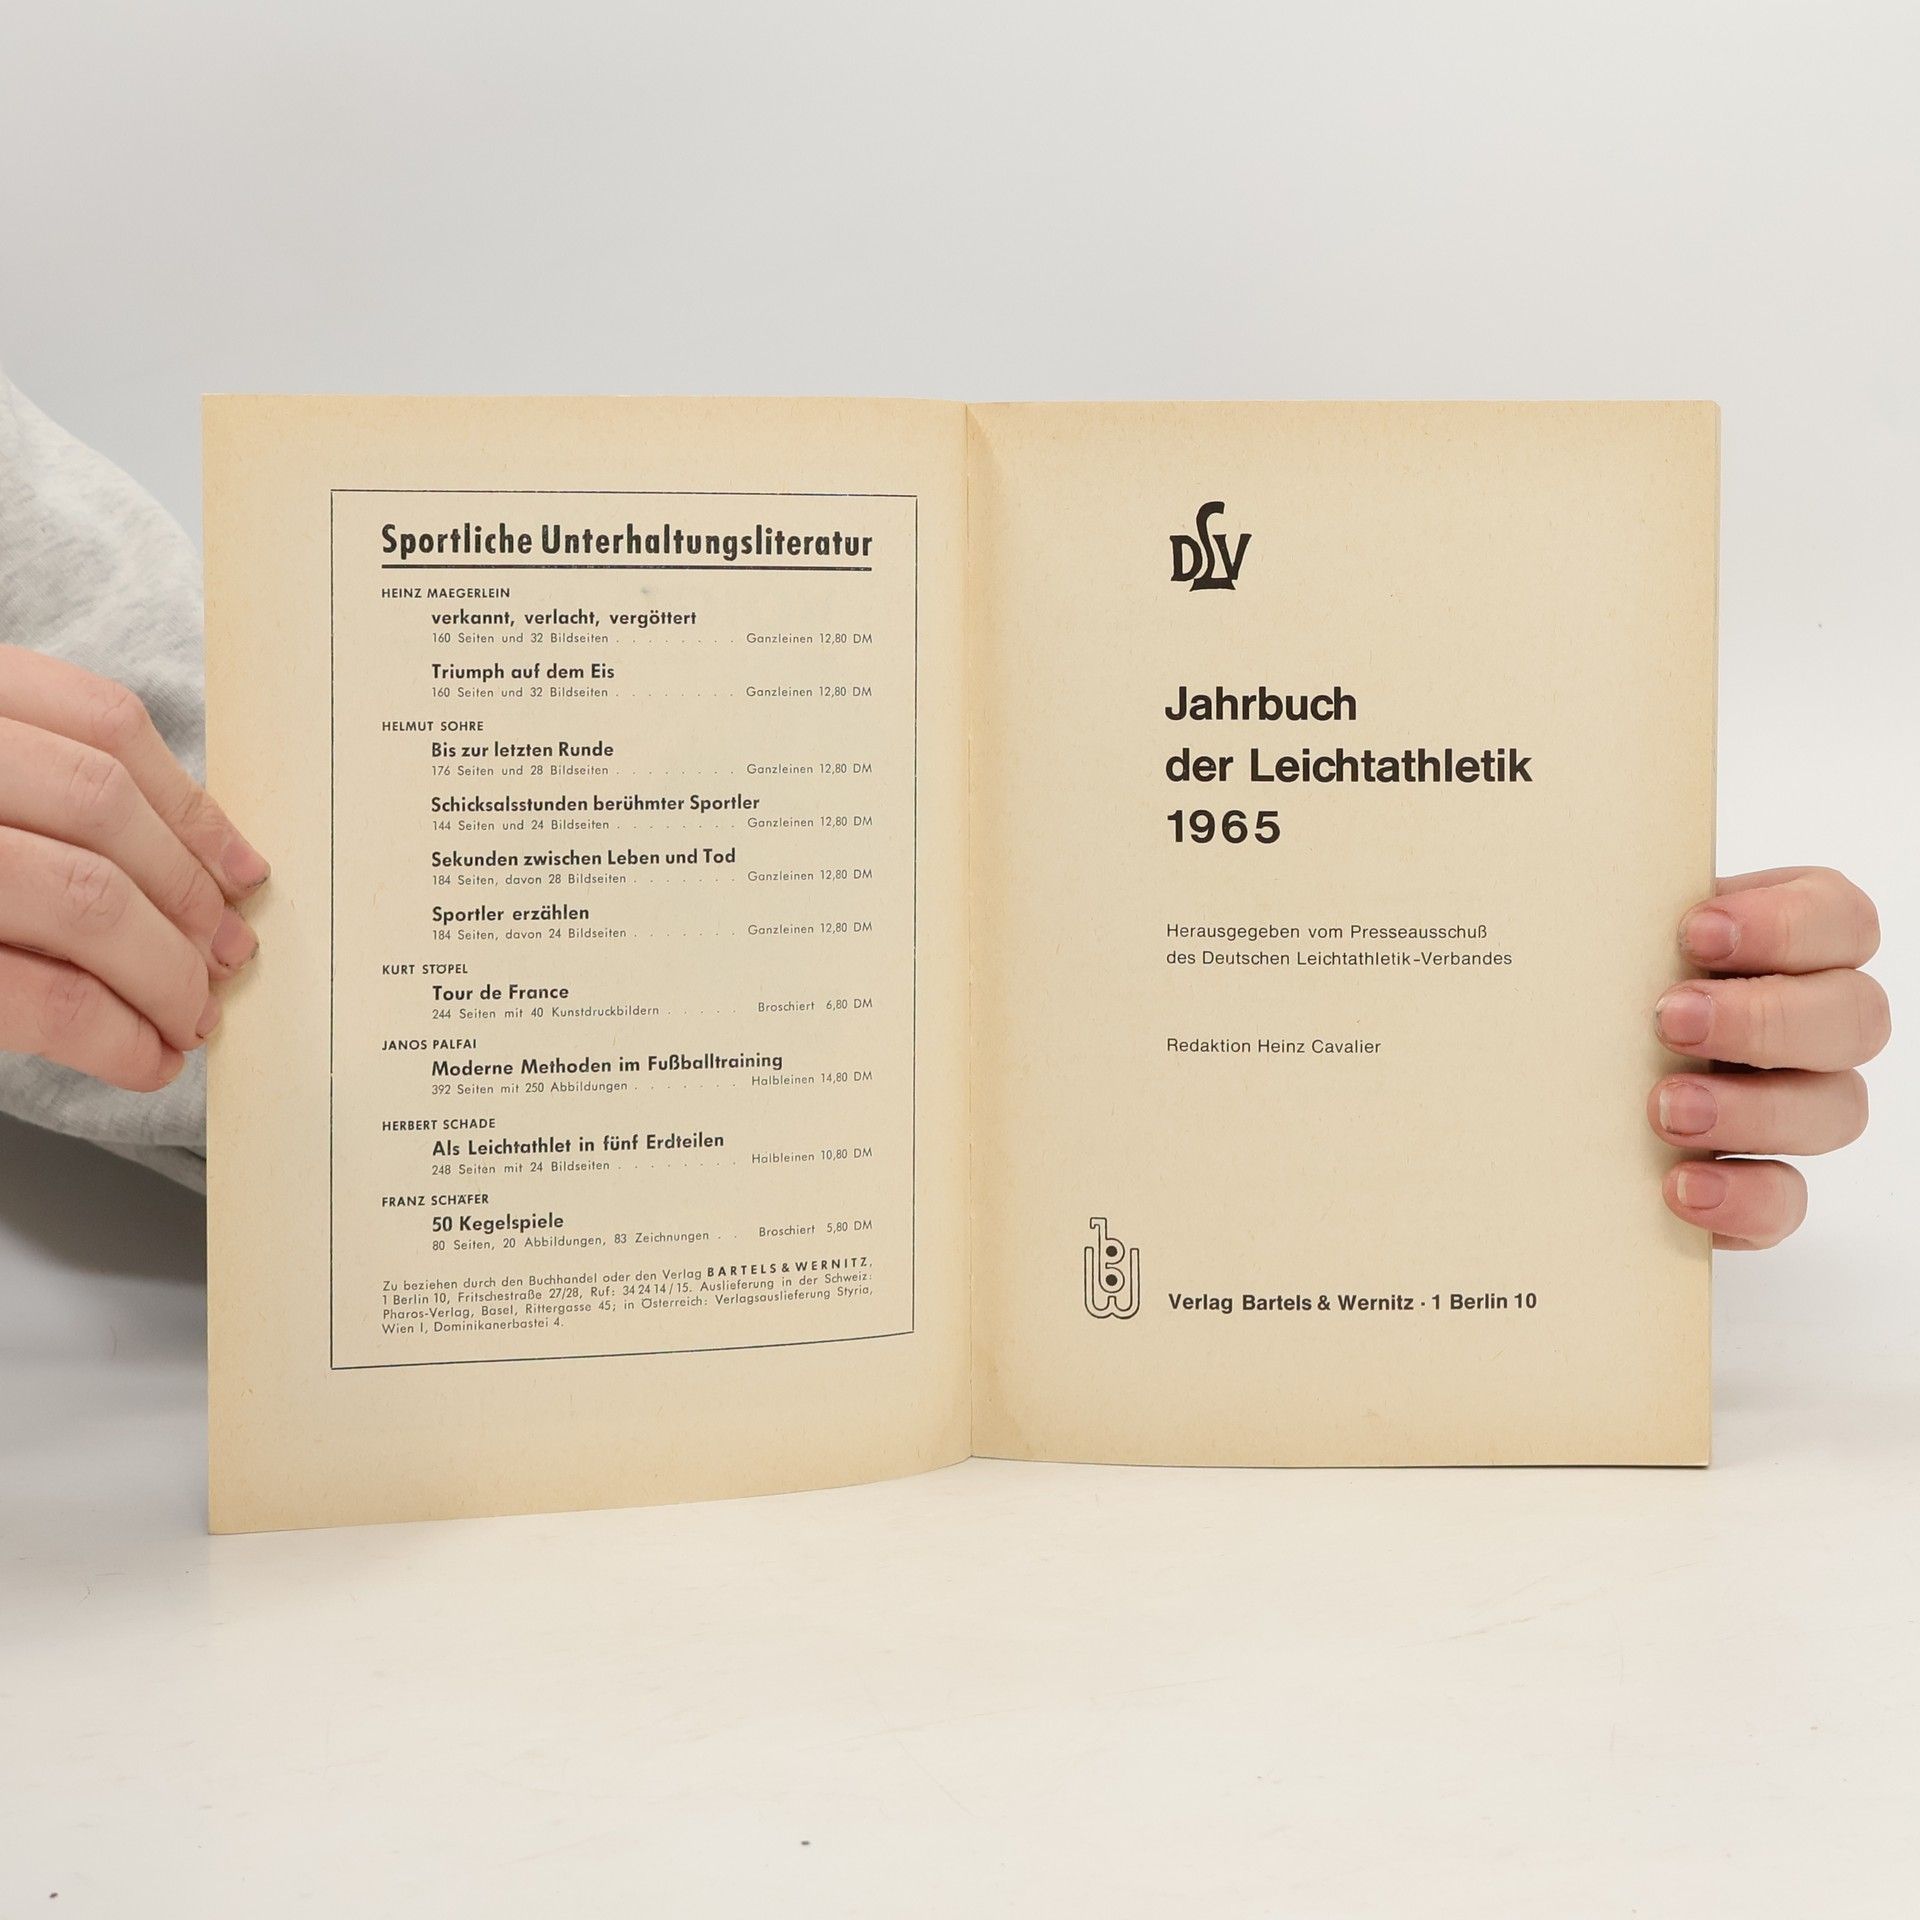 Sportliche Unterhaltungsliteratur
HEINZ MAEGERLEIN
verkannt, verlacht, vergöttert
160 Seiten und 32 Bildseiten . . . . . . . . Ganzleinen 12,80 DM
Triumph auf dem Eis
160 Seiten und 32 Bildseiten . . . . . . . . Ganzleinen 12,80 DM
HELMUT SOHRE
Bis zur letzten Runde
176 Seiten und 28 Bildseiten . . . . . . . . Ganzleinen 12,80 DM
Schicksalsstunden berühmter Sportler
144 Seiten und 24 Bildseiten . . . . . . . . Ganzleinen 12,80 DM
Sekunden zwischen Leben und Tod
184 Seiten, davon 28 Bildseiten . . . . . . . Ganzleinen 12,80 DM
Sportler erzählen
184 Seiten, davon 24 Bildseiten . . . . . . . Ganzleinen 12,80 DM
KURT STÖPEL
Tour de France
244 Seiten mit 40 Kunstdruckbildern . . . . . Broschiert 6,80 DM
JANOS PALFAI
Moderne Methoden im Fußballtraining
392 Seiten mit 250 Abbildungen . . . . . . . Halbleinen 14,80 DM
HERBERT SCHADE
Als Leichtathlet in fünf Erdteilen
248 Seiten mit 24 Bildseiten . . . . . . . . Halbleinen 10,80 DM
FRANZ SCHÄFER
50 Kegelspiele
80 Seiten, 20 Abbildungen, 83 Zeichnungen . . Broschiert 5,80 DM
Zu beziehen durch den Buchhandel oder den Verlag BARTELS & WERNITZ,
1 Berlin 10, Fritschestraße 27/28, Ruf: 34 24 14 / 15. Auslieferung in der Schweiz:
Pharos-Verlag, Basel, Rittergasse 45; in Österreich: Verlagsauslieferung Styria,
Wien I, Dominikanerbastei 4.
DLV
Jahrbuch
der Leichtathletik
1965
Herausgegeben vom Presseausschuß
des Deutschen Leichtathletik-Verbandes
Redaktion Heinz Cavalier
Verlag Bartels & Wernitz · 1 Berlin 10